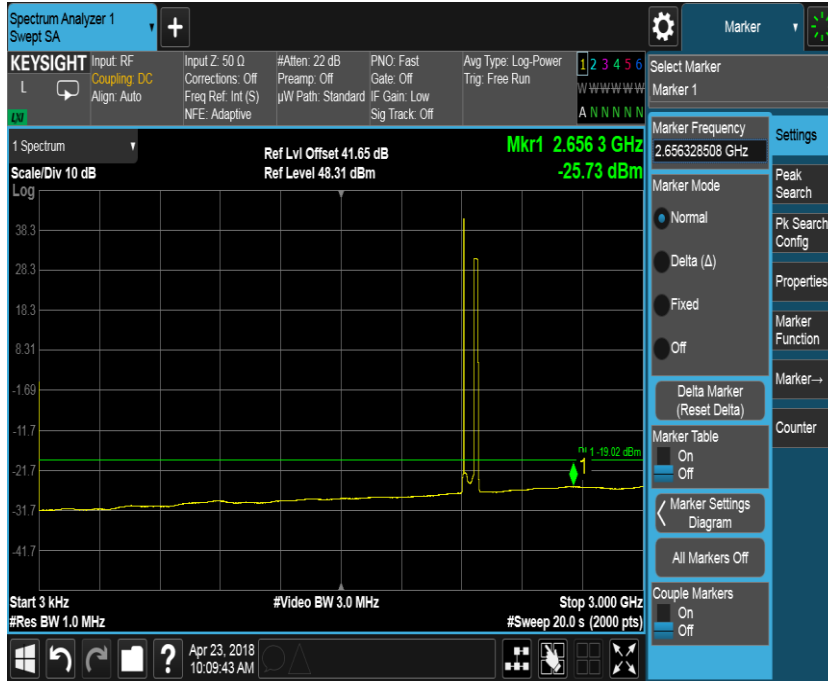 Spectrum Analyzer 1
Swept SA
+
Marker
KEYSIGHT
L
LXI
Input: RF
Coupling: DC
Align: Auto
Input Z: 50 Ω
Corrections: Off
Freq Ref: Int (S)
NFE: Adaptive
#Atten: 22 dB
Preamp: Off
µW Path: Standard
PNO: Fast
Gate: Off
IF Gain: Low
Sig Track: Off
Avg Type: Log-Power
Trig: Free Run
1 2 3 4 5 6
W W W W W W
A N N N N N
Select Marker
Marker 1
1 Spectrum
Scale/Div 10 dB
Log
Ref Lvl Offset 41.65 dB
Ref Level 48.31 dBm
Mkr1 2.656 3 GHz
-25.73 dBm
38.3
28.3
18.3
8.31
-1.69
-11.7
-21.7
-31.7
-41.7
DL1 -19.02 dBm
1
Start 3 kHz
#Res BW 1.0 MHz
#Video BW 3.0 MHz
Stop 3.000 GHz
#Sweep 20.0 s (2000 pts)
Marker Frequency
2.656328508 GHz
Marker Mode
Normal
Delta (Δ)
Fixed
Off
Delta Marker
(Reset Delta)
Marker Table
On
Off
Marker Settings
Diagram
All Markers Off
Couple Markers
On
Off
Settings
Peak
Search
Pk Search
Config
Properties
Marker
Function
Marker→
Counter
?
Apr 23, 2018
10:09:43 AM